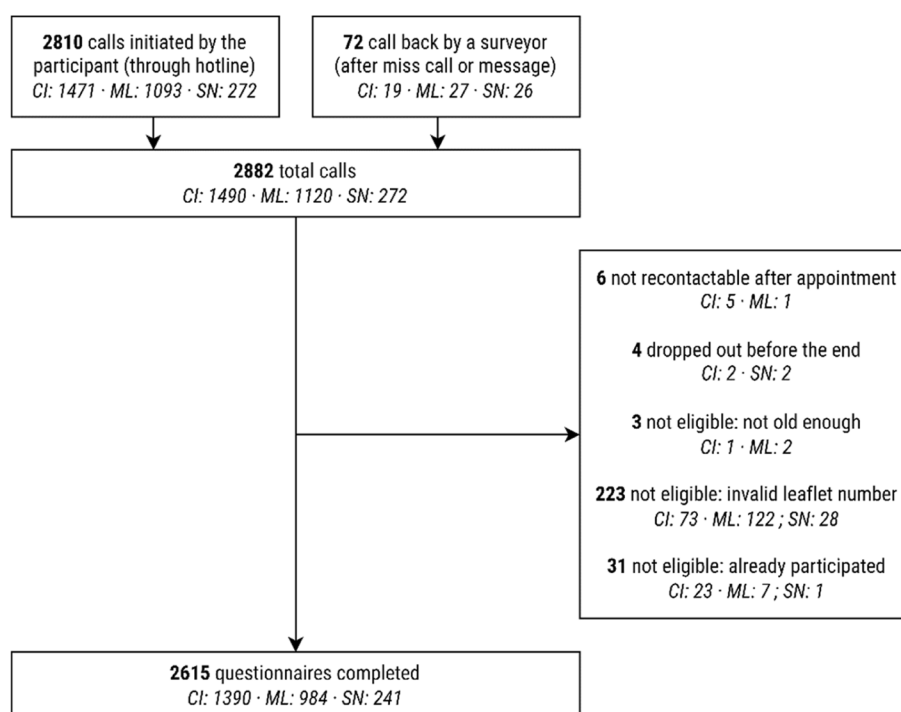 2810 calls initiated by the
participant (through hotline)
CI: 1471 · ML: 1093 · SN: 272
72 call back by a surveyor
(after miss call or message)
CI: 19 · ML: 27 · SN: 26
2882 total calls
CI: 1490 · ML: 1120 · SN: 272
6 not recontactable after appointment
CI: 5 · ML: 1
4 dropped out before the end
CI: 2 · SN: 2
3 not eligible: not old enough
CI: 1 · ML: 2
223 not eligible: invalid leaflet number
CI: 73 · ML: 122 ; SN: 28
31 not eligible: already participated
CI: 23 · ML: 7 ; SN: 1
2615 questionnaires completed
CI: 1390 · ML: 984 · SN: 241